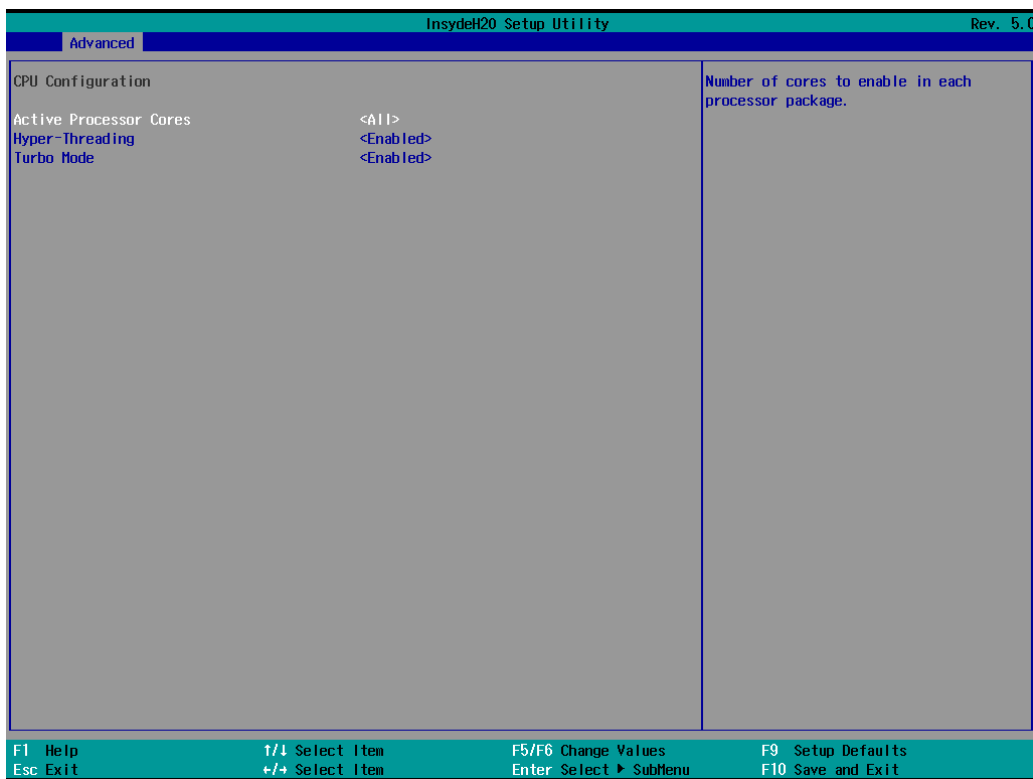 InsydeH20 Setup Utility Rev. 5.0
Advanced
CPU Configuration
Active Processor Cores <All>
Hyper-Threading <Enabled>
Turbo Mode <Enabled>
Number of cores to enable in each
processor package.
F1 Help ↑/↓ Select Item F5/F6 Change Values F9 Setup Defaults
Esc Exit ←/→ Select Item Enter Select ► SubMenu F10 Save and Exit